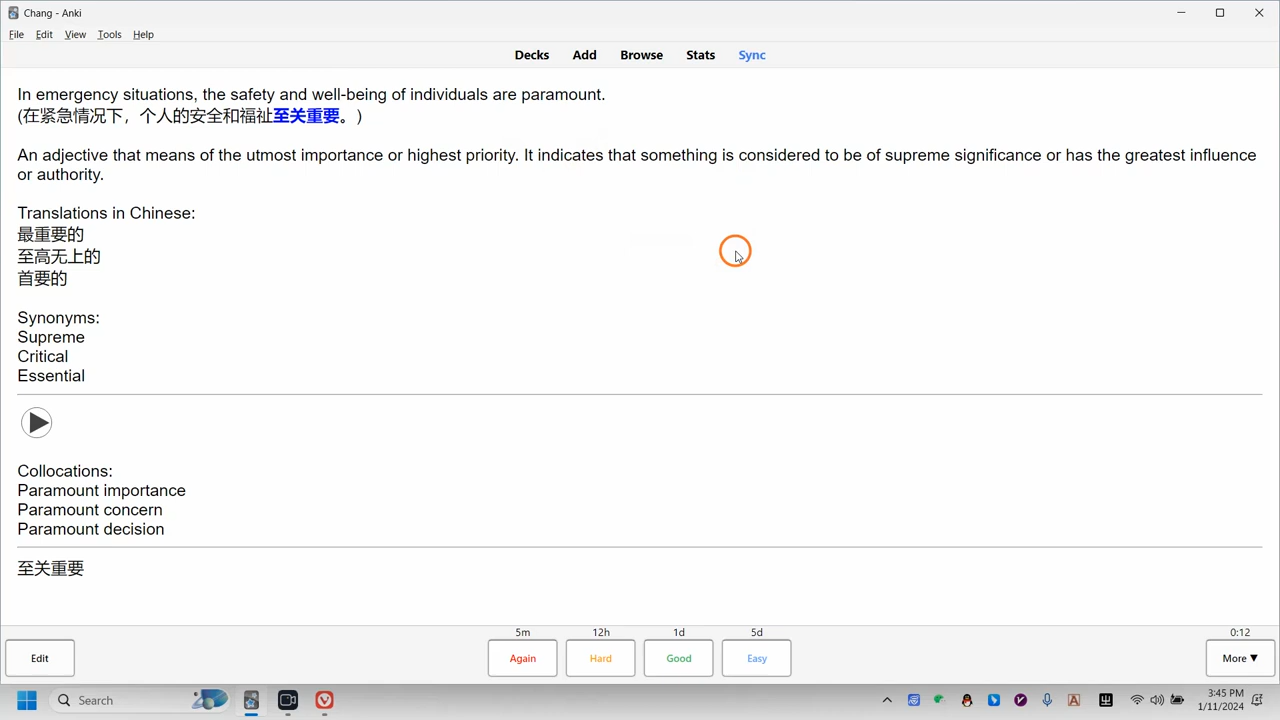 Chang - Anki
File Edit View Tools Help
Decks Add Browse Stats Sync
In emergency situations, the safety and well-being of individuals are paramount.
(在紧急情况下，个人的安全和福祉至关重要。)
An adjective that means of the utmost importance or highest priority. It indicates that something is considered to be of supreme significance or has the greatest influence
or authority.
Translations in Chinese:
最重要的
至高无上的
首要的
Synonyms:
Supreme
Critical
Essential
Collocations:
Paramount importance
Paramount concern
Paramount decision
至关重要
5m 12h 1d 5d 0:12
Edit Again Hard Good Easy More ▼
Search
3:45 PM
1/11/2024